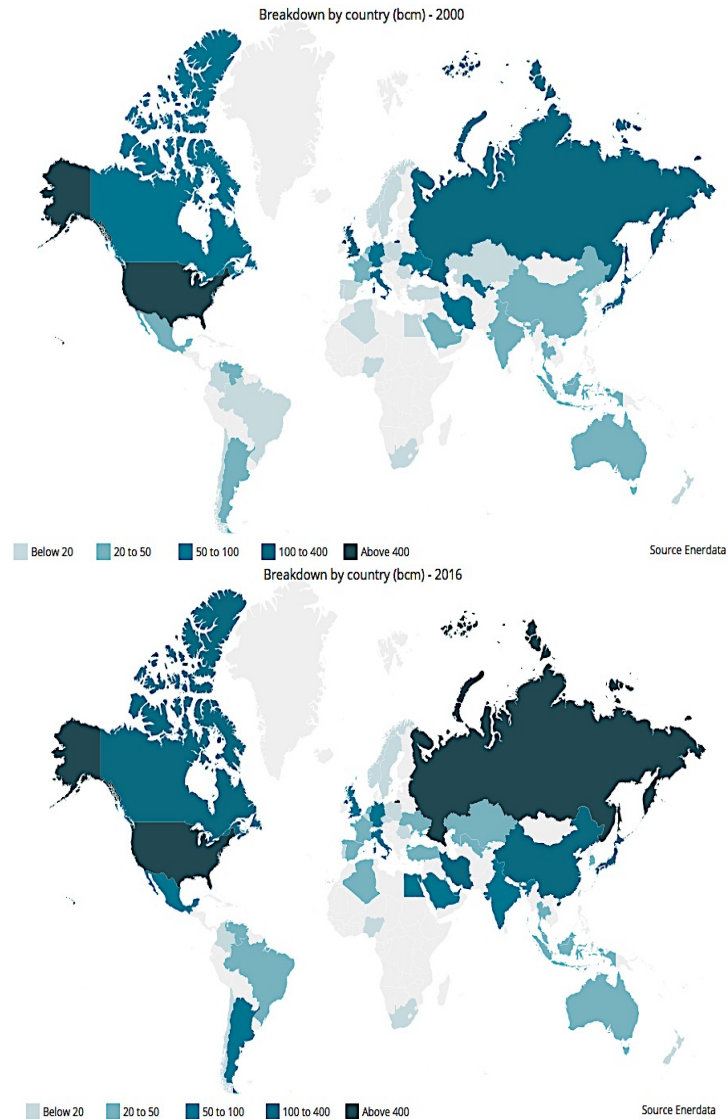 Breakdown by country (bcm) - 2000
Below 20 20 to 50 50 to 100 100 to 400 Above 400 Source Enerdata
Breakdown by country (bcm) - 2016
Below 20 20 to 50 50 to 100 100 to 400 Above 400 Source Enerdata